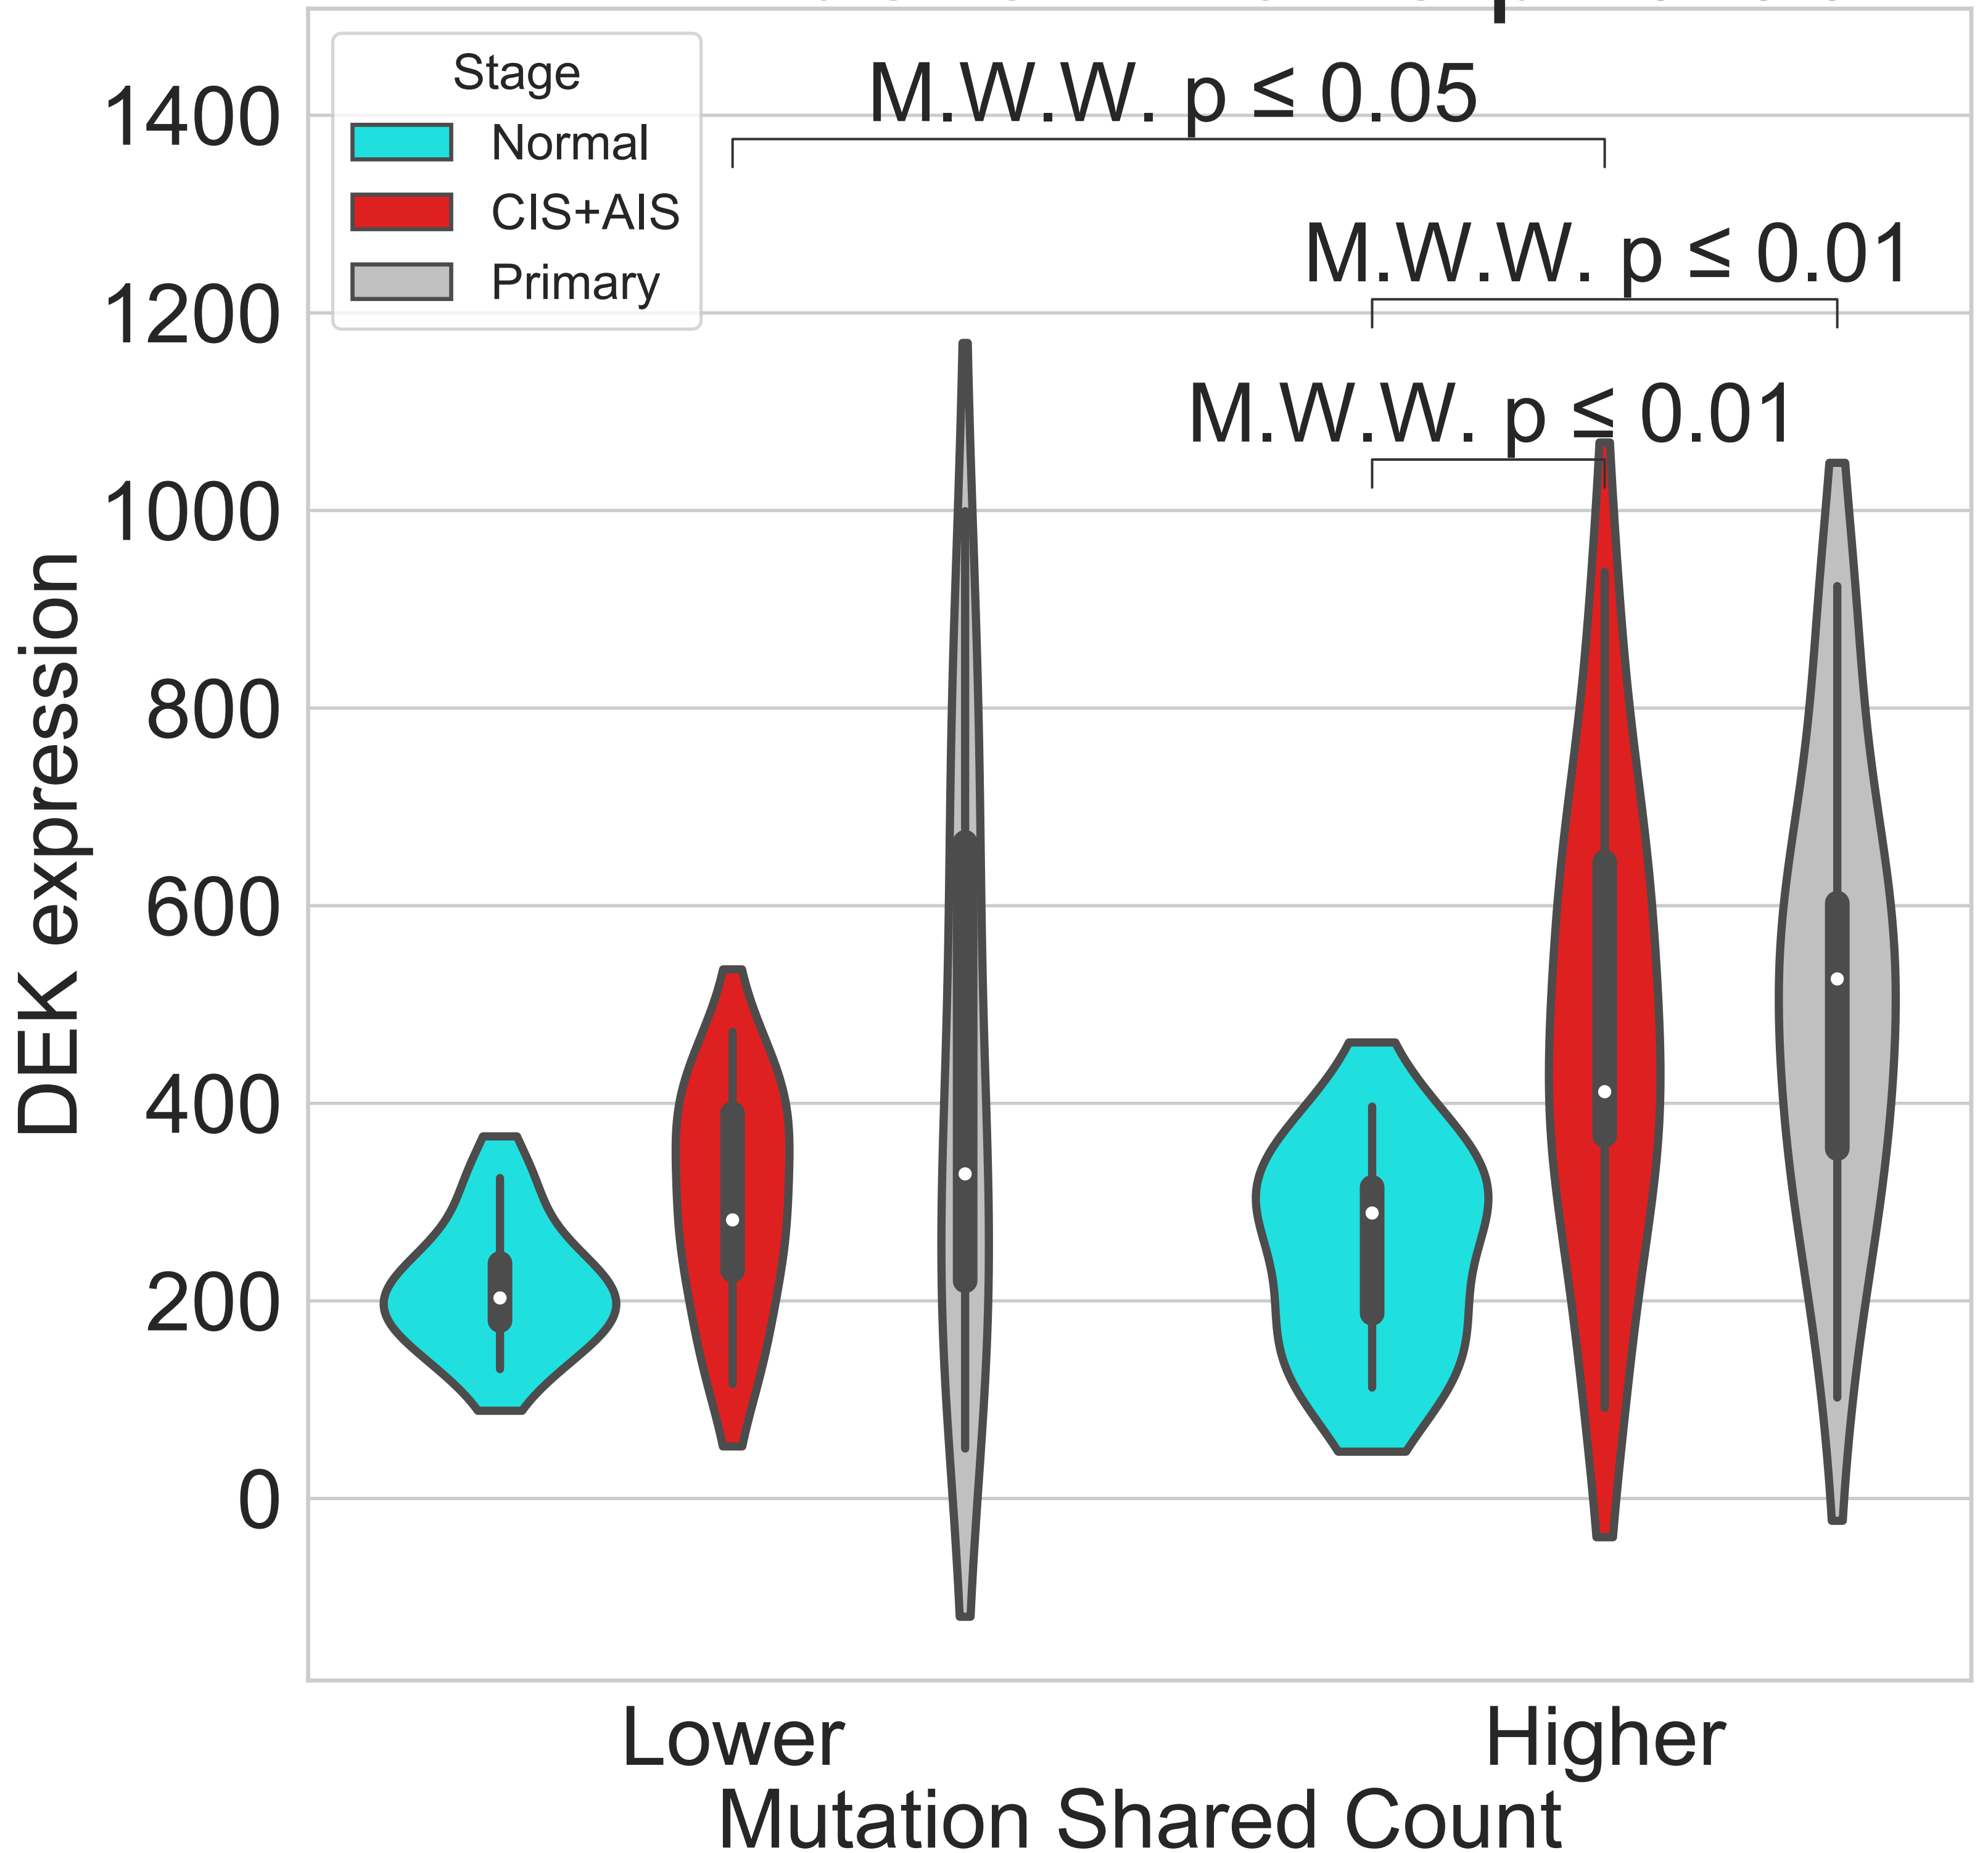 M.W.W. p ≤ 0.05
M.W.W. p ≤ 0.01
M.W.W. p ≤ 0.01
Stage
Normal
CIS+AIS
Primary
1400
1200
1000
800
600
400
200
0
DEK expression
Lower
Higher
Mutation Shared Count